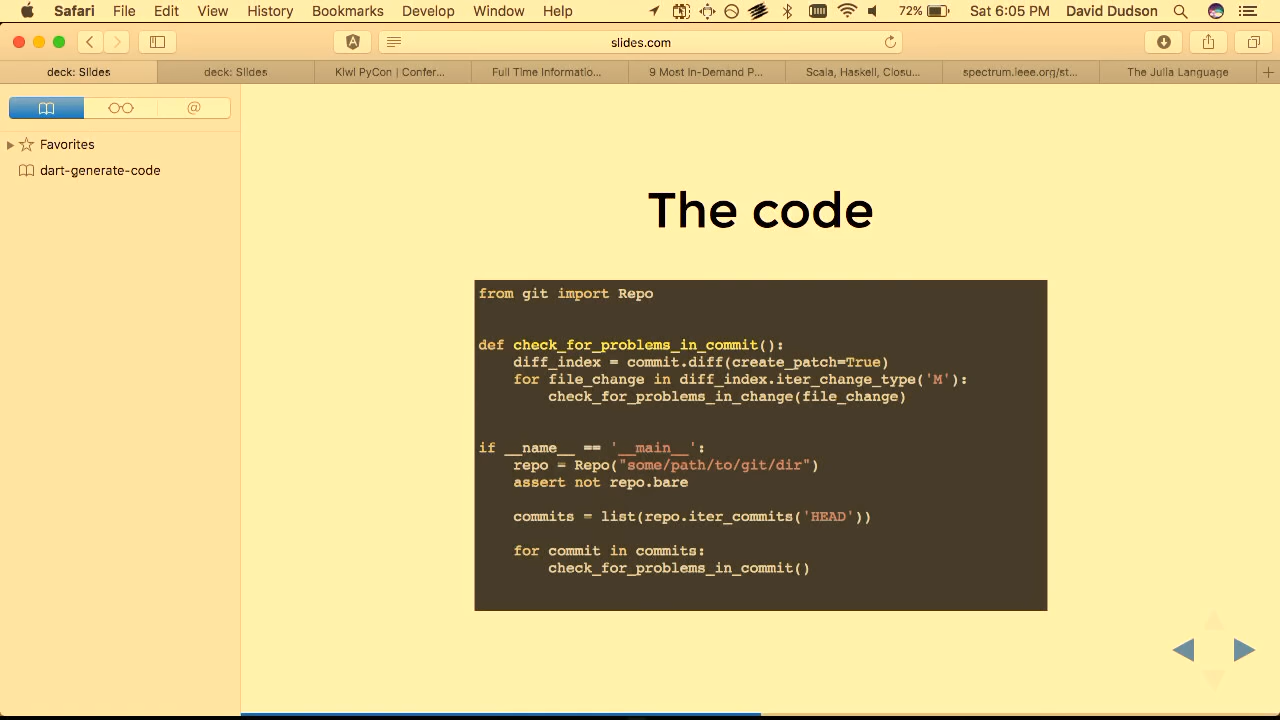 Safari File Edit View History Bookmarks Develop Window Help 72% Sat 6:05 PM David Dudson
slides.com
deck: Slides deck: Slides Kiwi PyCon | Confer... Full Time Informatio... 9 Most In-Demand P... Scala, Haskell, Closu... spectrum.ieee.org/st... The Julia Language
@
Favorites
dart-generate-code
The code
from git import Repo
def check_for_problems_in_commit():
diff_index = commit.diff(create_patch=True)
for file_change in diff_index.iter_change_type('M'):
check_for_problems_in_change(file_change)
if __name__ == '__main__':
repo = Repo("some/path/to/git/dir")
assert not repo.bare
commits = list(repo.iter_commits('HEAD'))
for commit in commits:
check_for_problems_in_commit()